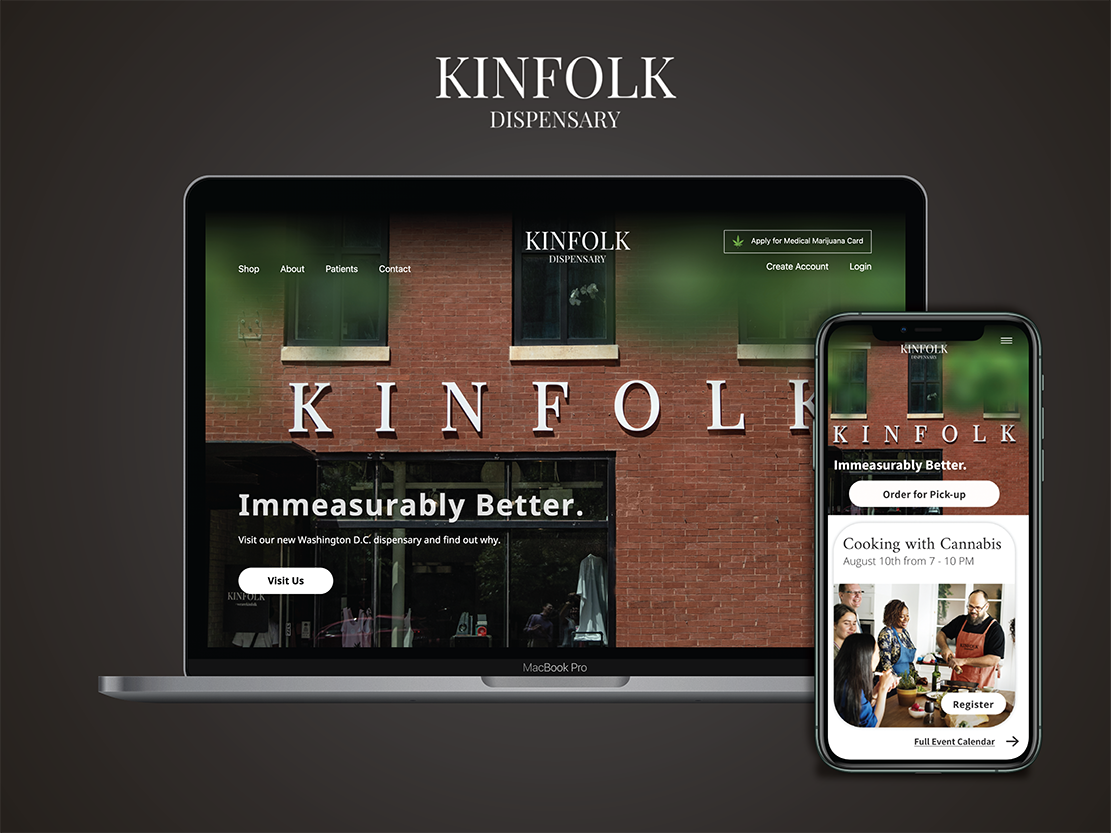 KINFOLK
DISPENSARY
KINFOLK
DISPENSARY
Apply for Medical Marijuana Card
Shop About Patients Contact
Create Account Login
KINFOLK
Immeasurably Better.
Visit our new Washington D.C. dispensary and find out why.
Visit Us
KINFOLK
MacBook Pro
KINFOLK
DISPENSARY
KINFOLK
Immeasurably Better.
Order for Pick-up
Cooking with Cannabis
August 10th from 7 - 10 PM
KINFOLK
Register
Full Event Calendar